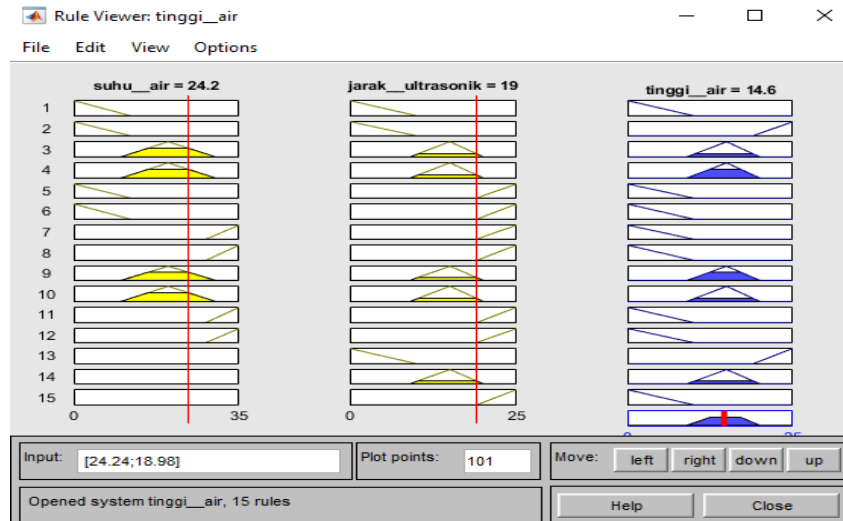 Rule Viewer: tinggi__air
File Edit View Options
suhu__air = 24.2
jarak__ultrasonik = 19
tinggi__air = 14.6
1
2
3
4
5
6
7
8
9
10
11
12
13
14
15
0 35
0 25
Input: [24.24;18.98]
Plot points: 101
Move: left right down up
Opened system tinggi__air, 15 rules
Help Close